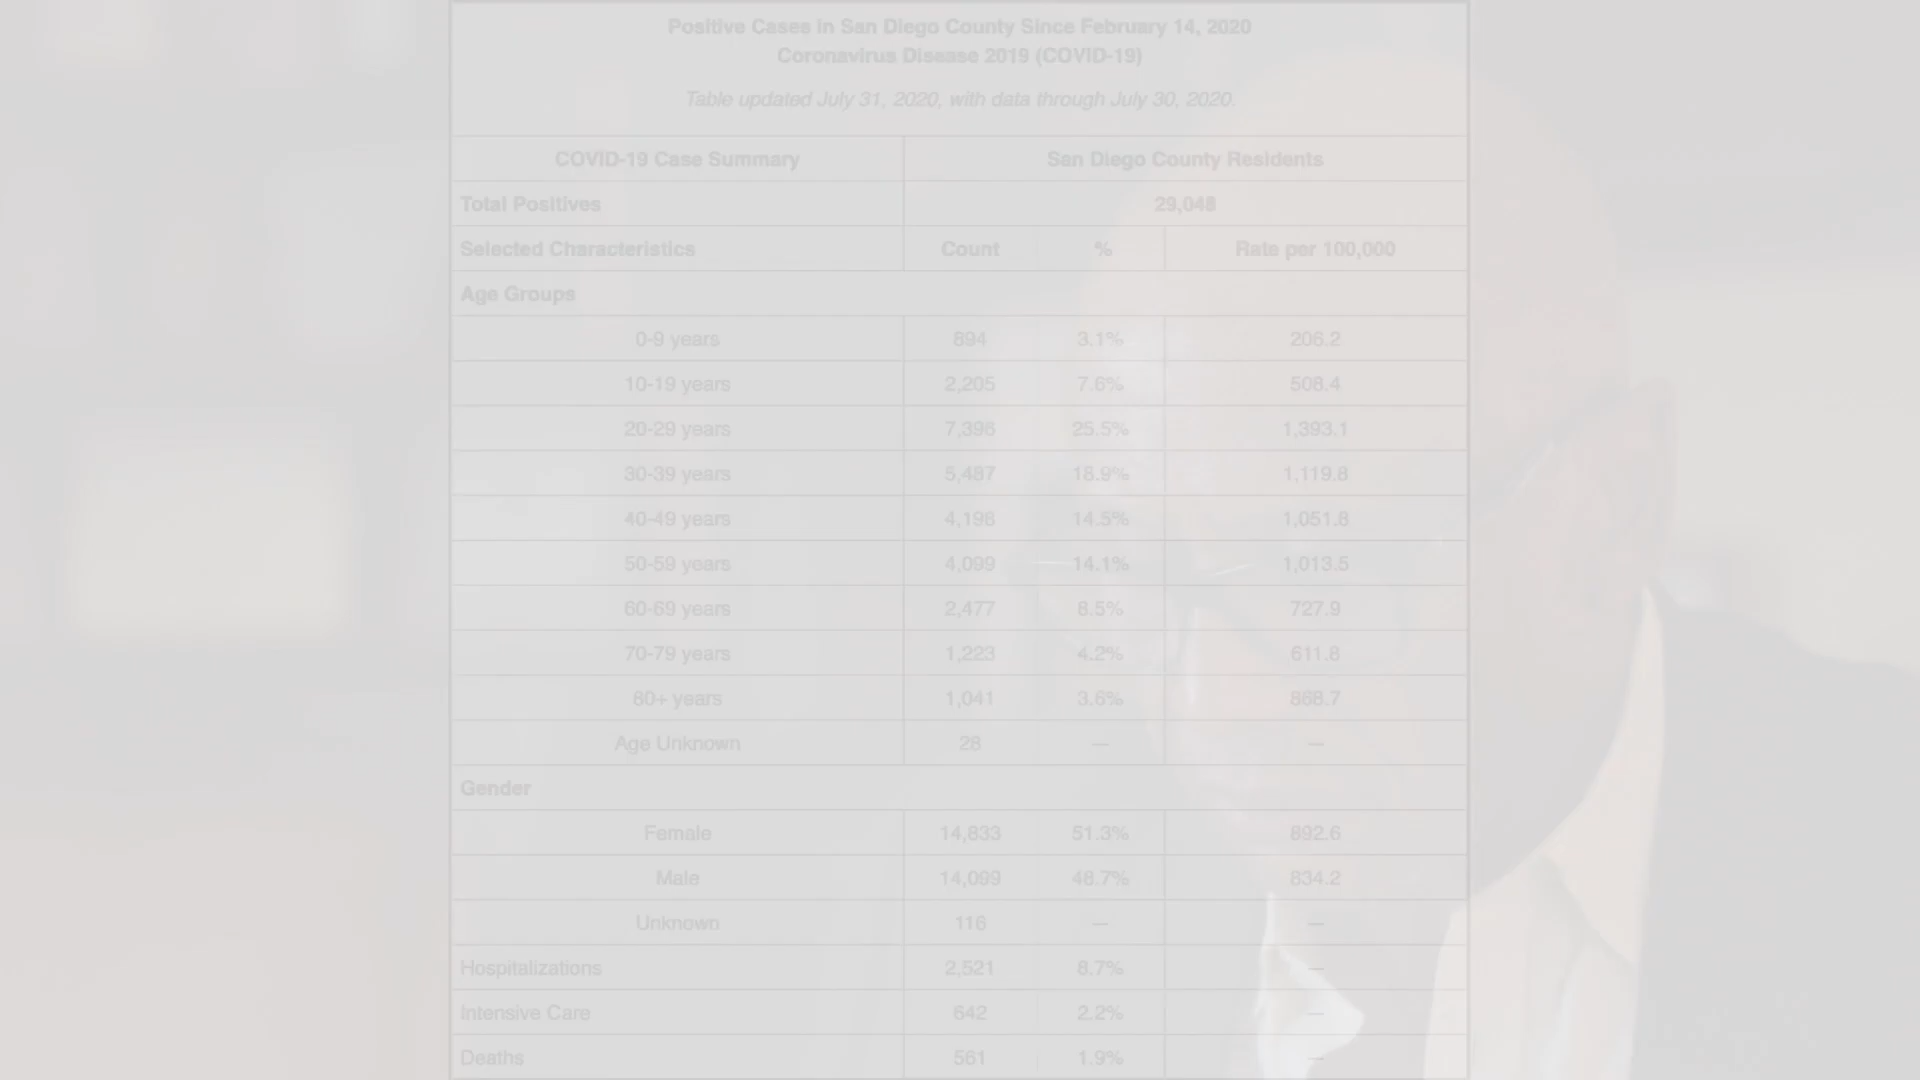 Positive Cases in San Diego County Since February 14, 2020
Coronavirus Disease 2019 (COVID-19)
Table updated July 31, 2020, with data through July 30, 2020.
COVID-19 Case Summary San Diego County Residents
Total Positives 29,048
Selected Characteristics Count % Rate per 100,000
Age Groups
0-9 years 894 3.1% 206.2
10-19 years 2,205 7.6% 508.4
20-29 years 7,398 25.5% 1,393.1
30-39 years 5,487 18.9% 1,119.8
40-49 years 4,196 14.5% 1,051.8
50-59 years 4,099 14.1% 1,013.5
60-69 years 2,477 8.5% 727.9
70-79 years 1,223 4.2% 611.8
80+ years 1,041 3.6% 868.7
Age Unknown 28 — —
Gender
Female 14,833 51.3% 892.6
Male 14,099 48.7% 834.2
Unknown 116 — —
Hospitalizations 2,521 8.7% —
Intensive Care 642 2.2% —
Deaths 561 1.9% —